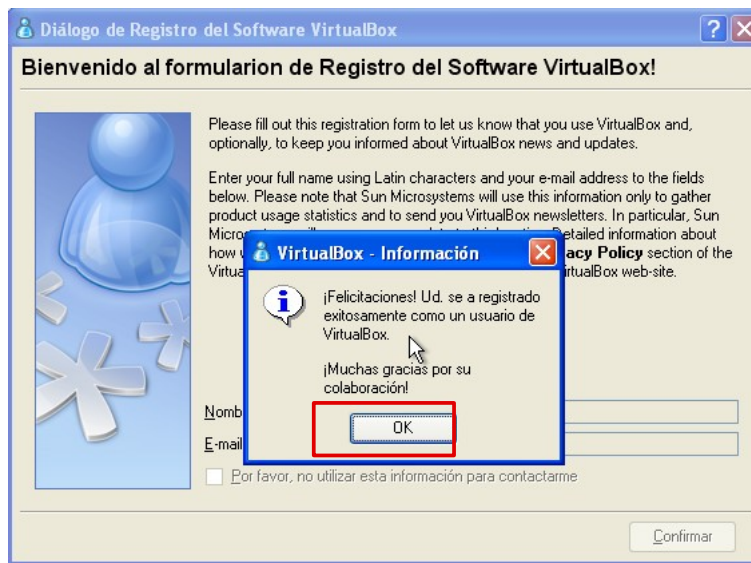 Diálogo de Registro del Software VirtualBox
Bienvenido al formularion de Registro del Software VirtualBox!
Please fill out this registration form to let us know that you use VirtualBox and,
optionally, to keep you informed about VirtualBox news and updates.
Enter your full name using Latin characters and your e-mail address to the fields
below. Please note that Sun Microsystems will use this information only to gather
product usage statistics and to send you VirtualBox newsletters. In particular, Sun
Detailed information about
how
acy Policy section of the
web-site.
VirtualBox - Información
¡Felicitaciones! Ud. se a registrado
exitosamente como un usuario de
VirtualBox.
¡Muchas gracias por su
colaboración!
OK
Nomb
E-mail
Por favor, no utilizar esta información para contactarme
Confirmar